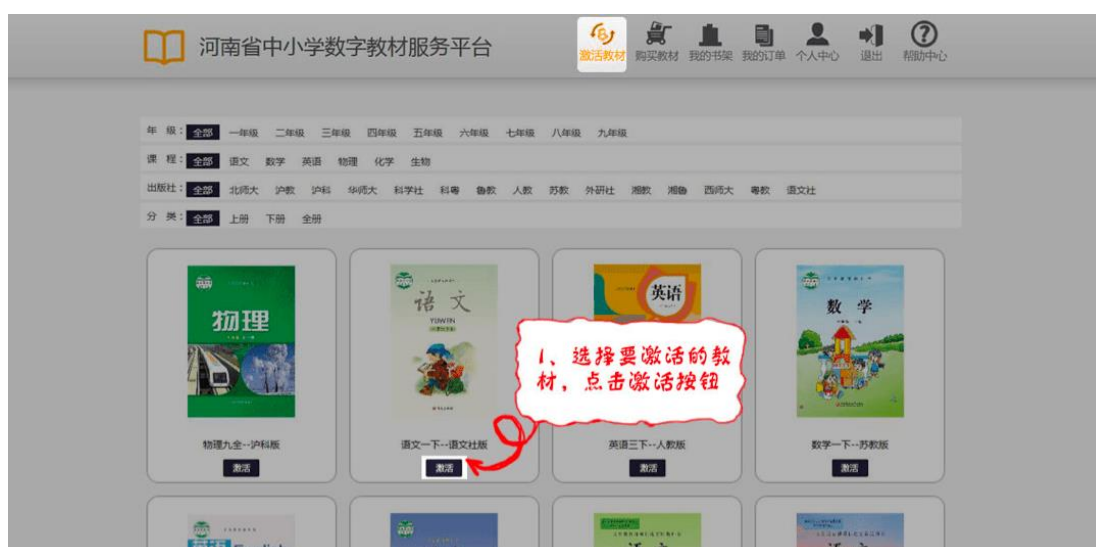 河南省中小学数字教材服务平台
激活教材 购买教材 我的书架 我的订单 个人中心 退出 帮助中心
年 级： 全部 一年级 二年级 三年级 四年级 五年级 六年级 七年级 八年级 九年级
课 程： 全部 语文 数学 英语 物理 化学 生物
出版社： 全部 北师大 沪教 沪科 华师大 科学社 科粤 鲁教 人教 苏教 外研社 湘教 湘鲁 西师大 粤教 语文社
分 类： 全部 上册 下册 全册
物理
语文
YUWEN
英语
数学
1、选择要激活的教
材，点击激活按钮
物理九全--沪科版
语文一下--语文社版
英语三下--人教版
数学一下--苏教版
激活
激活
激活
激活